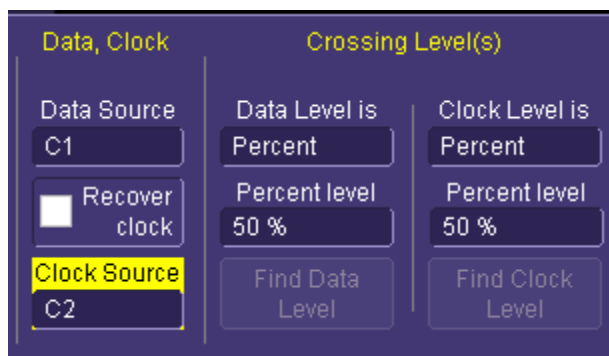 Data, Clock
Crossing Level(s)
Data Source
C1
Recover
clock
Clock Source
C2
Data Level is
Percent
Percent level
50 %
Find Data
Level
Clock Level is
Percent
Percent level
50 %
Find Clock
Level